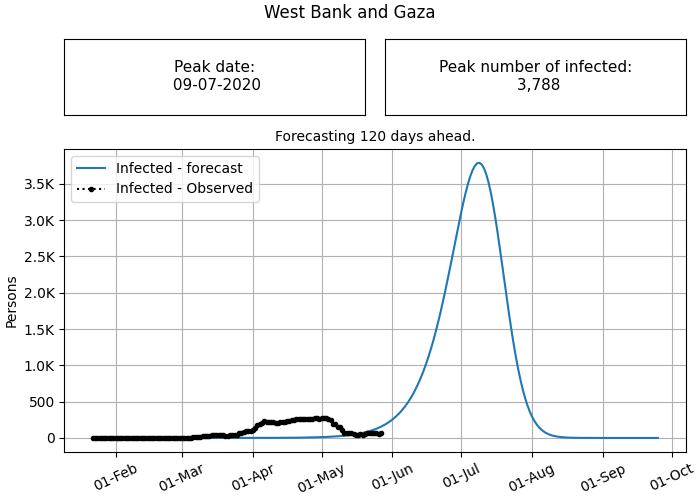 West Bank and Gaza
Peak date:
09-07-2020
Peak number of infected:
3,788
Forecasting 120 days ahead.
Infected - forecast
Infected - Observed
3.5K
3.0K
2.5K
2.0K
1.5K
1.0K
500
0
Persons
01-Feb
01-Mar
01-Apr
01-May
01-Jun
01-Jul
01-Aug
01-Sep
01-Oct